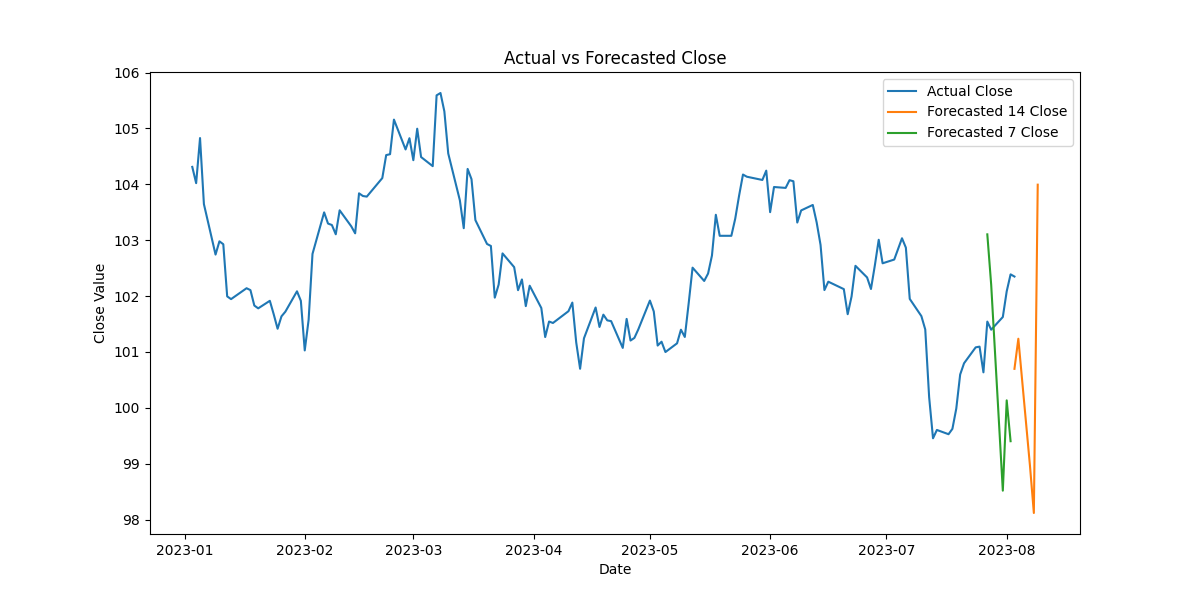 Actual vs Forecasted Close
Actual Close
Forecasted 14 Close
Forecasted 7 Close
Close Value
106
105
104
103
102
101
100
99
98
2023-01 2023-02 2023-03 2023-04 2023-05 2023-06 2023-07 2023-08
Date